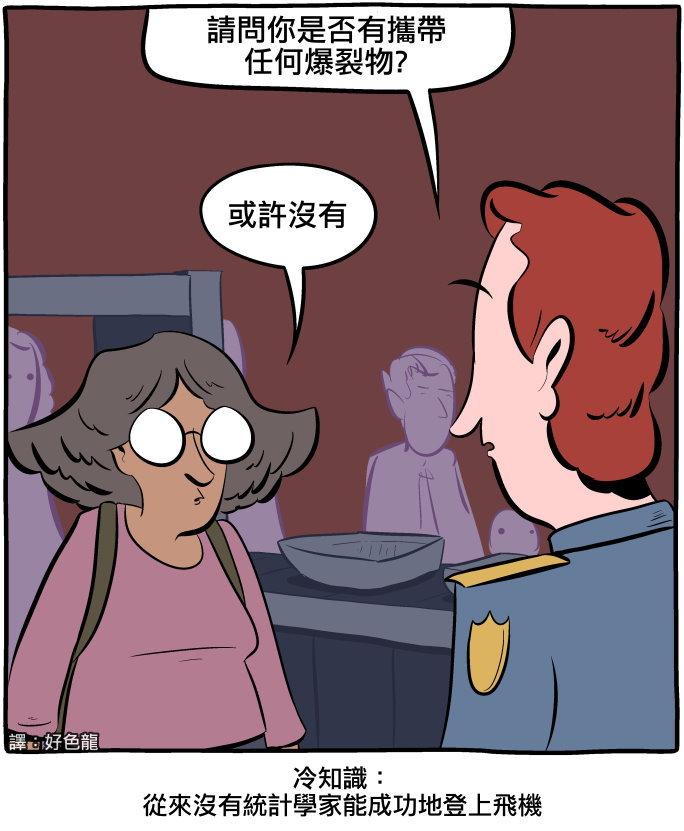 請問你是否有攜帶
任何爆裂物?
或許沒有
譯：好色龍
冷知識：
從來沒有統計學家能成功地登上飛機